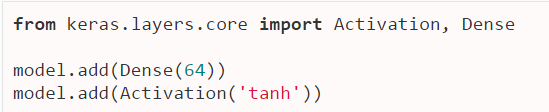 from keras.layers.core import Activation, Dense
model.add(Dense(64))
model.add(Activation('tanh'))